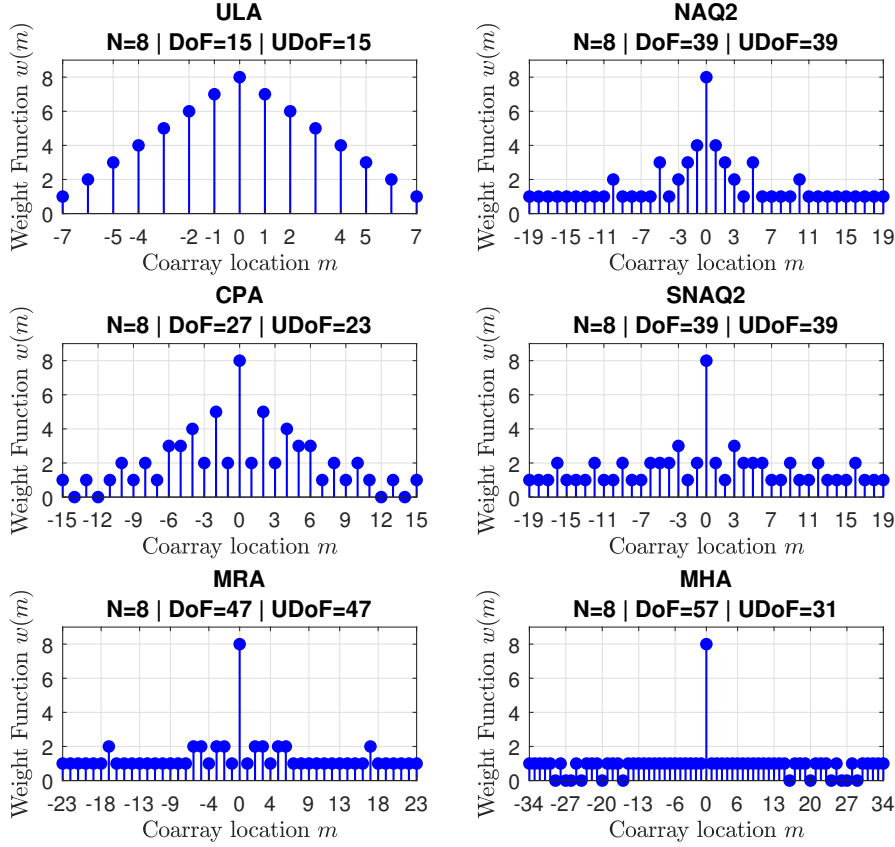 ULA
N=8 | DoF=15 | UDoF=15
Weight Function w(m)
8
6
4
2
0
-7 -5 -4 -2 -1 0 1 2 4 5 7
Coarray location m
NAQ2
N=8 | DoF=39 | UDoF=39
Weight Function w(m)
8
6
4
2
0
-19 -15 -11 -7 -3 0 3 7 11 15 19
Coarray location m
CPA
N=8 | DoF=27 | UDoF=23
Weight Function w(m)
8
6
4
2
0
-15 -12 -9 -6 -3 0 3 6 9 12 15
Coarray location m
SNAQ2
N=8 | DoF=39 | UDoF=39
Weight Function w(m)
8
6
4
2
0
-19 -15 -11 -7 -3 0 3 7 11 15 19
Coarray location m
MRA
N=8 | DoF=47 | UDoF=47
Weight Function w(m)
8
6
4
2
0
-23 -18 -13 -9 -4 0 4 9 13 18 23
Coarray location m
MHA
N=8 | DoF=57 | UDoF=31
Weight Function w(m)
8
6
4
2
0
-34 -27 -20 -13 -6 0 6 13 20 27 34
Coarray location m